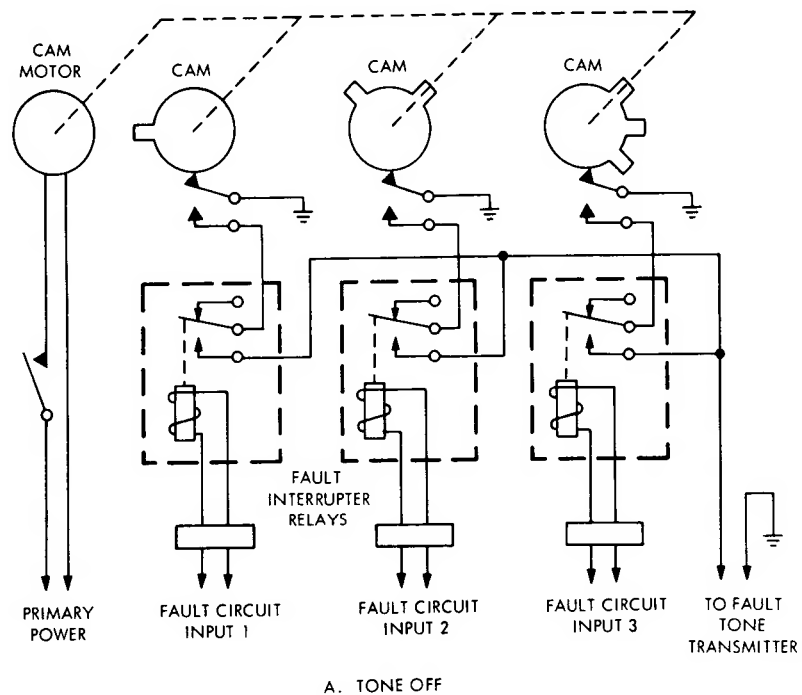 CAM
MOTOR
CAM
CAM
CAM
FAULT
INTERRUPTER
RELAYS
PRIMARY
POWER
FAULT CIRCUIT
INPUT 1
FAULT CIRCUIT
INPUT 2
FAULT CIRCUIT
INPUT 3
TO FAULT
TONE
TRANSMITTER
A. TONE OFF